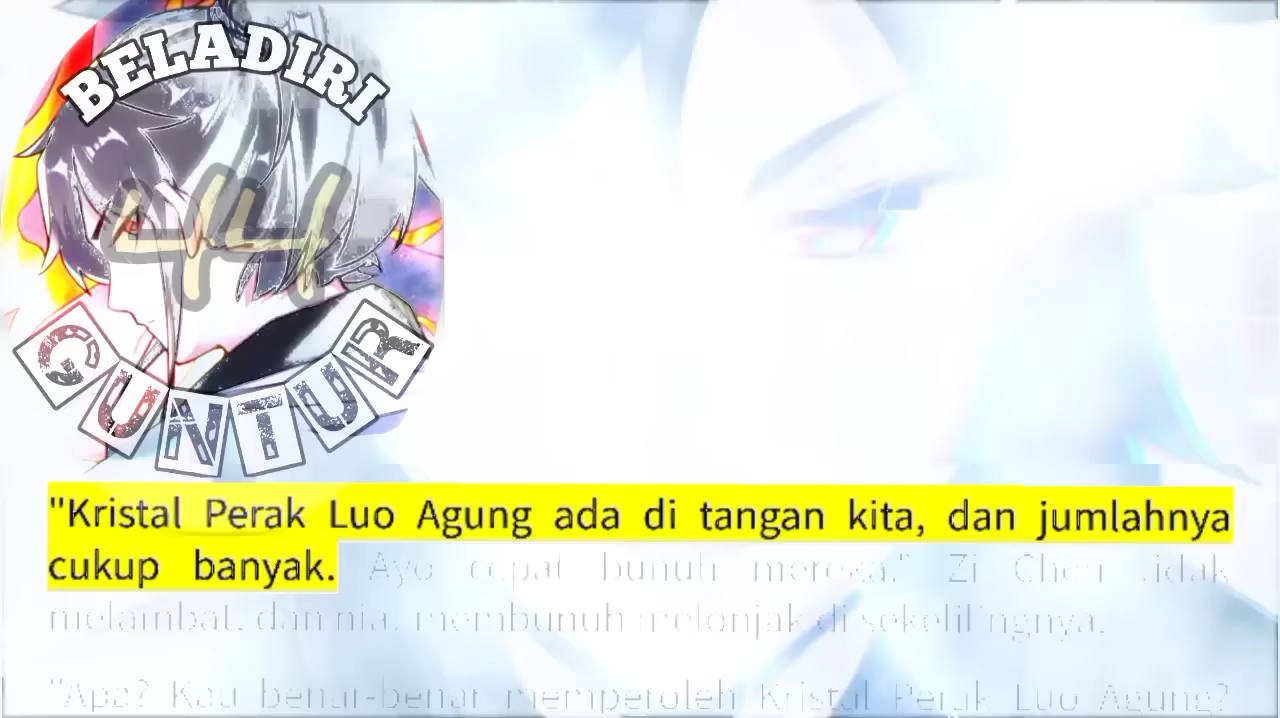 BELADIRI
44
GUNTUR
"Kristal Perak Luo Agung ada di tangan kita, dan jumlahnya
cukup banyak. Ayo cepat bunuh mereka." Zi Chen tidak
melambat, dan niat membunuh melonjak di sekelilingnya.
"Apa? Kau benar-benar memperoleh Kristal Perak Luo Agung?